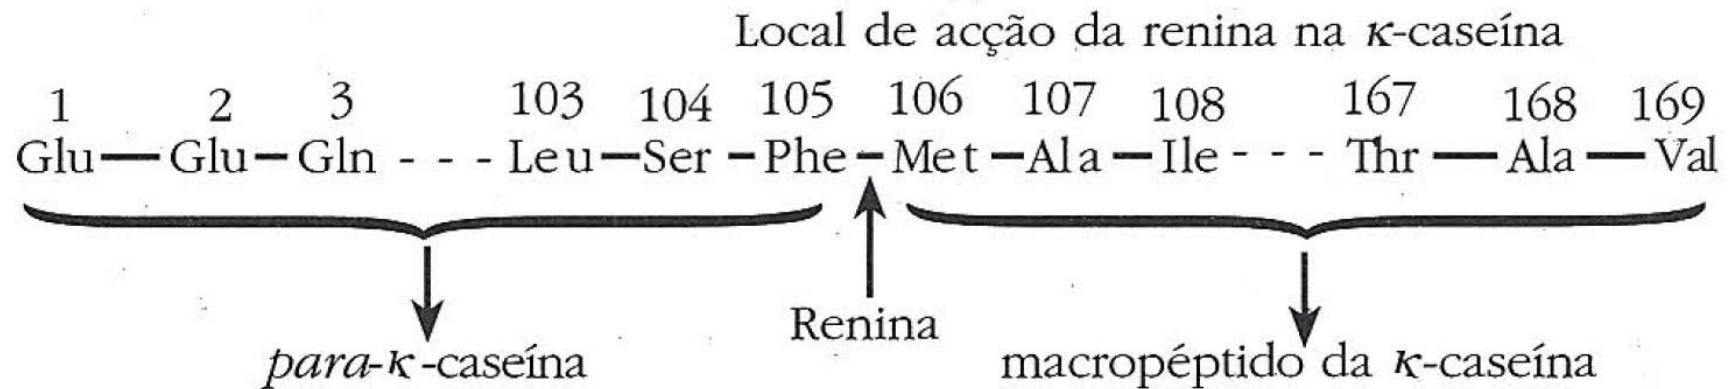 Local de acção da renina na κ-caseína
1 2 3 103 104 105 106 107 108 167 168 169
Glu — Glu – Gln - - - Leu – Ser – Phe – Met – Ala – Ile - - - Thr — Ala — Val
Renina
para-κ-caseína macropéptido da κ-caseína